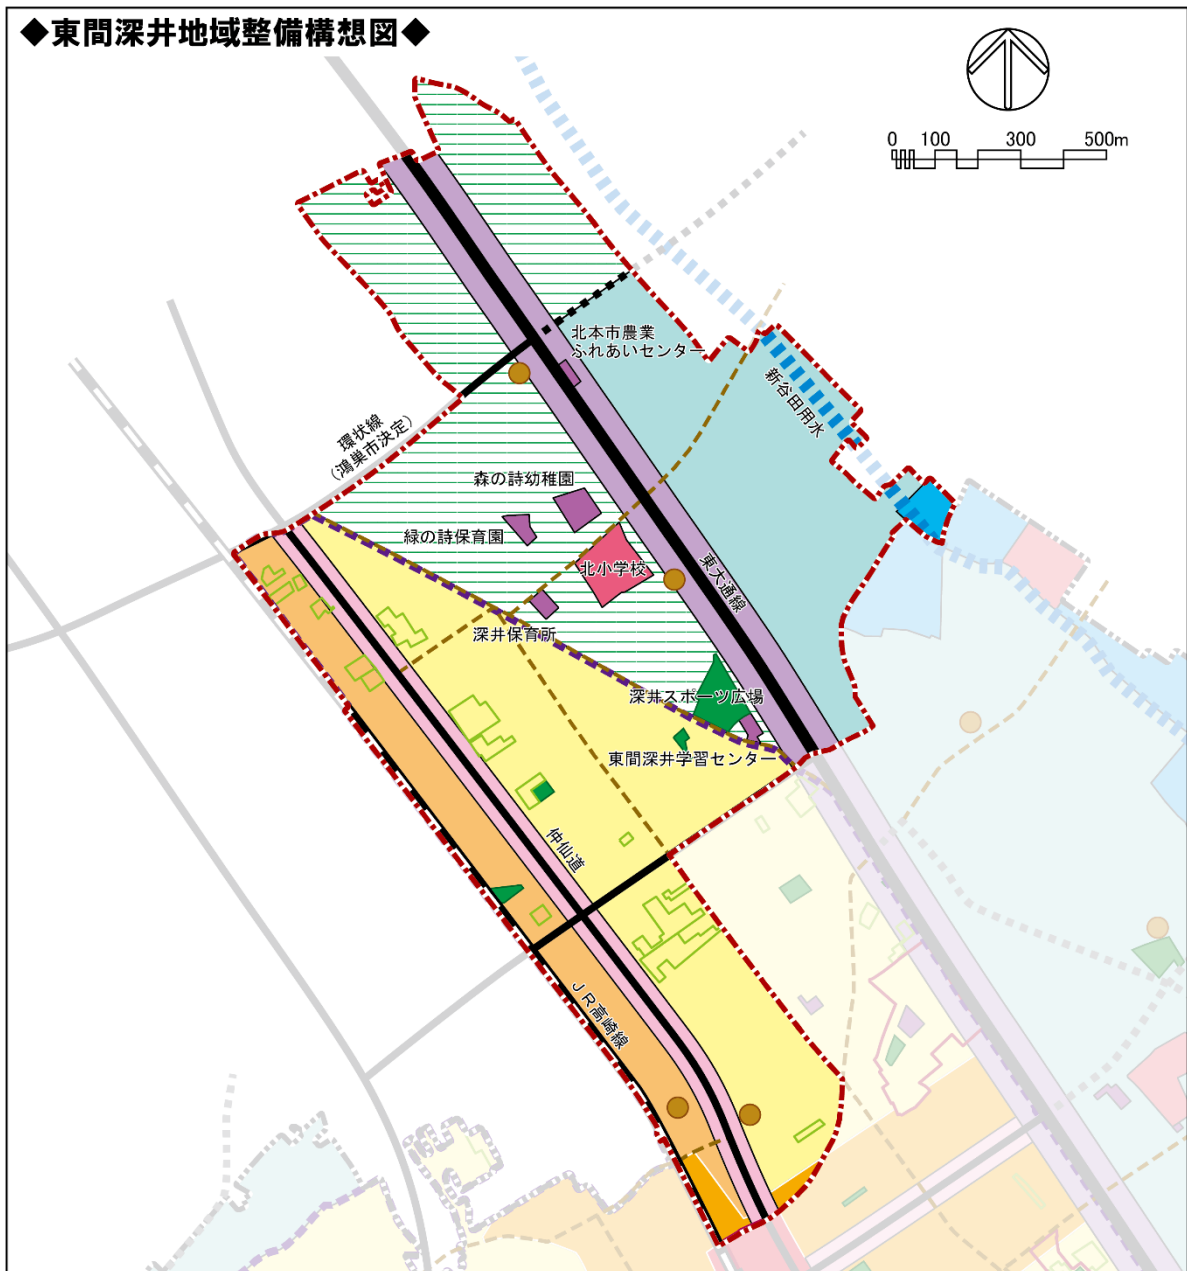 ◆東間深井地域整備構想図◆
0 100 300 500m
北本市農業
ふれあいセンター
新谷田用水
環状線
(鴻巣市決定)
森の詩幼稚園
緑の詩保育園
北小学校
東大通線
深井保育所
深井スポーツ広場
東間深井学習センター
仲仙道
JR高崎線